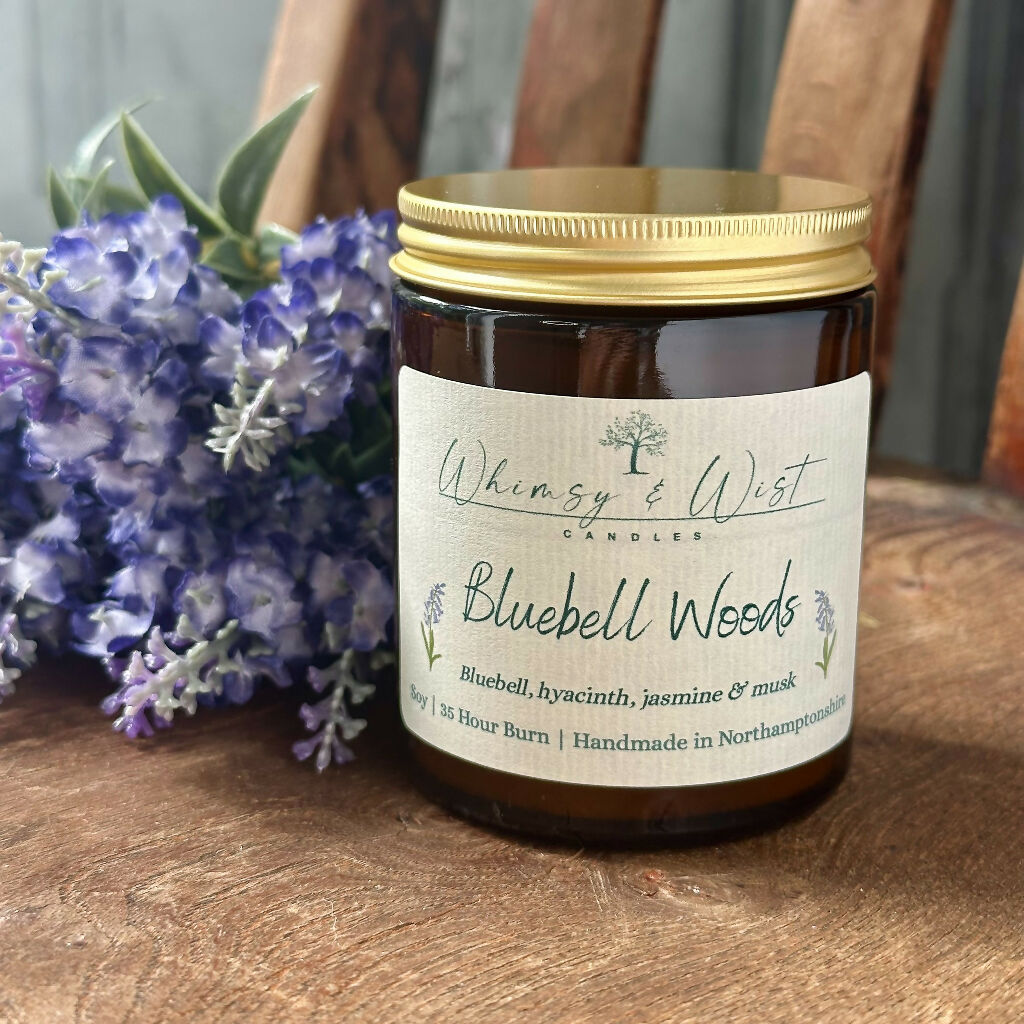 Whimsy & Wist
CANDLES
Bluebell Woods
Bluebell, hyacinth, jasmine & musk
Soy | 35 Hour Burn | Handmade in Northamptonshire